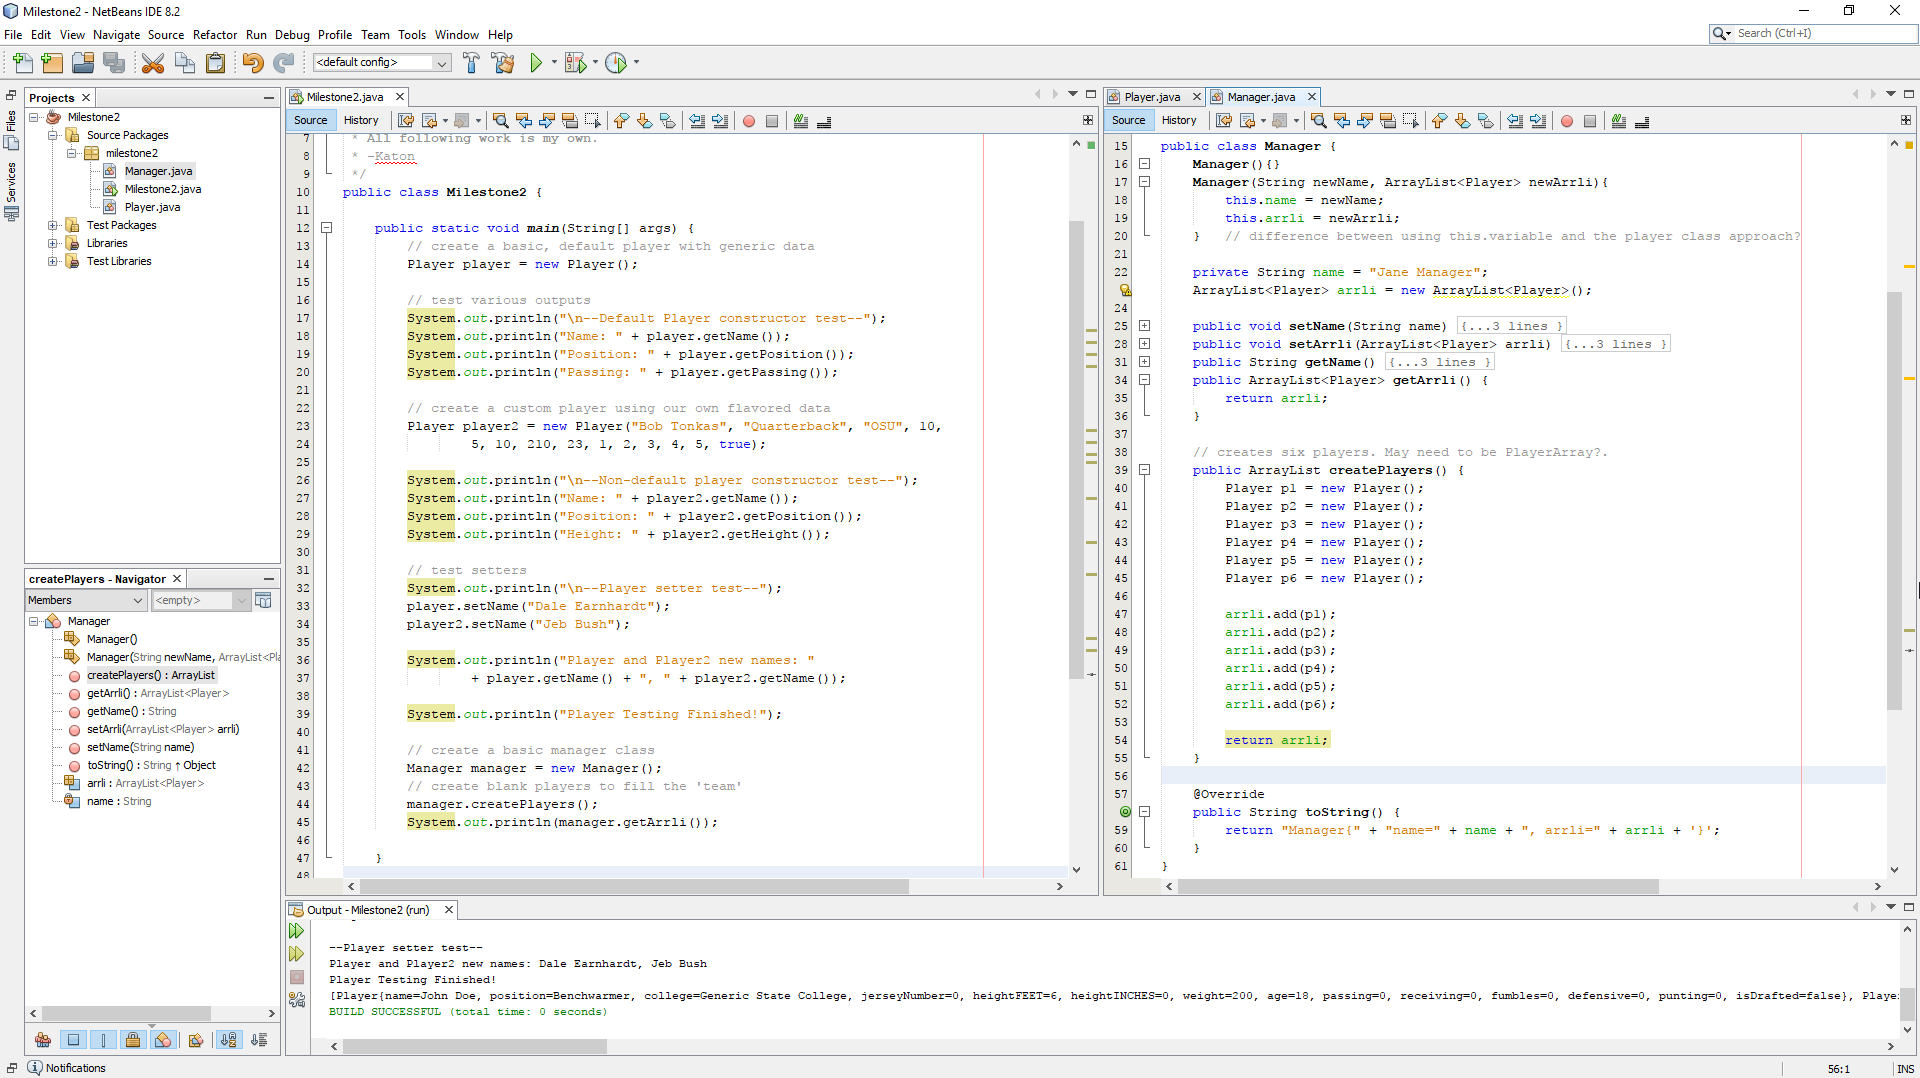 Milestone2 - NetBeans IDE 8.2
File Edit View Navigate Source Refactor Run Debug Profile Team Tools Window Help
Search (Ctrl+I)
<default config>
Files
Services
Projects
Milestone2
Source Packages
milestone2
Manager.java
Milestone2.java
Player.java
Test Packages
Libraries
Test Libraries
createPlayers - Navigator
Members
<empty>
Manager
Manager()
Manager(String newName, ArrayList<Pla
createPlayers() : ArrayList
getArrli() : ArrayList<Player>
getName() : String
setArrli(ArrayList<Player> arrli)
setName(String name)
toString() : String ↑ Object
arrli : ArrayList<Player>
name : String
Milestone2.java
Source History
7 * All following work is my own.
8 * -Katon
9 */
10 public class Milestone2 {
11
12 public static void main(String[] args) {
13 // create a basic, default player with generic data
14 Player player = new Player();
15
16 // test various outputs
17 System.out.println("\n--Default Player constructor test--");
18 System.out.println("Name: " + player.getName());
19 System.out.println("Position: " + player.getPosition());
20 System.out.println("Passing: " + player.getPassing());
21
22 // create a custom player using our own flavored data
23 Player player2 = new Player("Bob Tonkas", "Quarterback", "OSU", 10,
24 5, 10, 210, 23, 1, 2, 3, 4, 5, true);
25
26 System.out.println("\n--Non-default player constructor test--");
27 System.out.println("Name: " + player2.getName());
28 System.out.println("Position: " + player2.getPosition());
29 System.out.println("Height: " + player2.getHeight());
30
31 // test setters
32 System.out.println("\n--Player setter test--");
33 player.setName("Dale Earnhardt");
34 player2.setName("Jeb Bush");
35
36 System.out.println("Player and Player2 new names: "
37 + player.getName() + ", " + player2.getName());
38
39 System.out.println("Player Testing Finished!");
40
41 // create a basic manager class
42 Manager manager = new Manager();
43 // create blank players to fill the 'team'
44 manager.createPlayers();
45 System.out.println(manager.getArrli());
46
47 }
48
Player.java Manager.java
Source History
15 public class Manager {
16 Manager(){}
17 Manager(String newName, ArrayList<Player> newArrli){
18 this.name = newName;
19 this.arrli = newArrli;
20 } // difference between using this.variable and the player class approach?
21
22 private String name = "Jane Manager";
ArrayList<Player> arrli = new ArrayList<Player>();
24
25 public void setName(String name) {...3 lines }
28 public void setArrli(ArrayList<Player> arrli) {...3 lines }
31 public String getName() {...3 lines }
34 public ArrayList<Player> getArrli() {
35 return arrli;
36 }
37
38 // creates six players. May need to be PlayerArray?.
39 public ArrayList createPlayers() {
40 Player p1 = new Player();
41 Player p2 = new Player();
42 Player p3 = new Player();
43 Player p4 = new Player();
44 Player p5 = new Player();
45 Player p6 = new Player();
46
47 arrli.add(p1);
48 arrli.add(p2);
49 arrli.add(p3);
50 arrli.add(p4);
51 arrli.add(p5);
52 arrli.add(p6);
53
54 return arrli;
55 }
56
57 @Override
public String toString() {
59 return "Manager{" + "name=" + name + ", arrli=" + arrli + '}';
60 }
61 }
Output - Milestone2 (run)
--Player setter test--
Player and Player2 new names: Dale Earnhardt, Jeb Bush
Player Testing Finished!
[Player{name=John Doe, position=Benchwarmer, college=Generic State College, jerseyNumber=0, heightFEET=6, heightINCHES=0, weight=200, age=18, passing=0, receiving=0, fumbles=0, defensive=0, punting=0, isDrafted=false}, Playe
BUILD SUCCESSFUL (total time: 0 seconds)
Notifications
56:1
INS